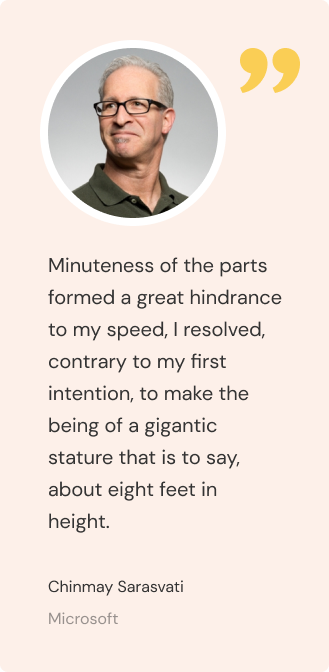 ”
Minuteness of the parts
formed a great hindrance
to my speed, I resolved,
contrary to my first
intention, to make the
being of a gigantic
stature that is to say,
about eight feet in
height.
Chinmay Sarasvati
Microsoft